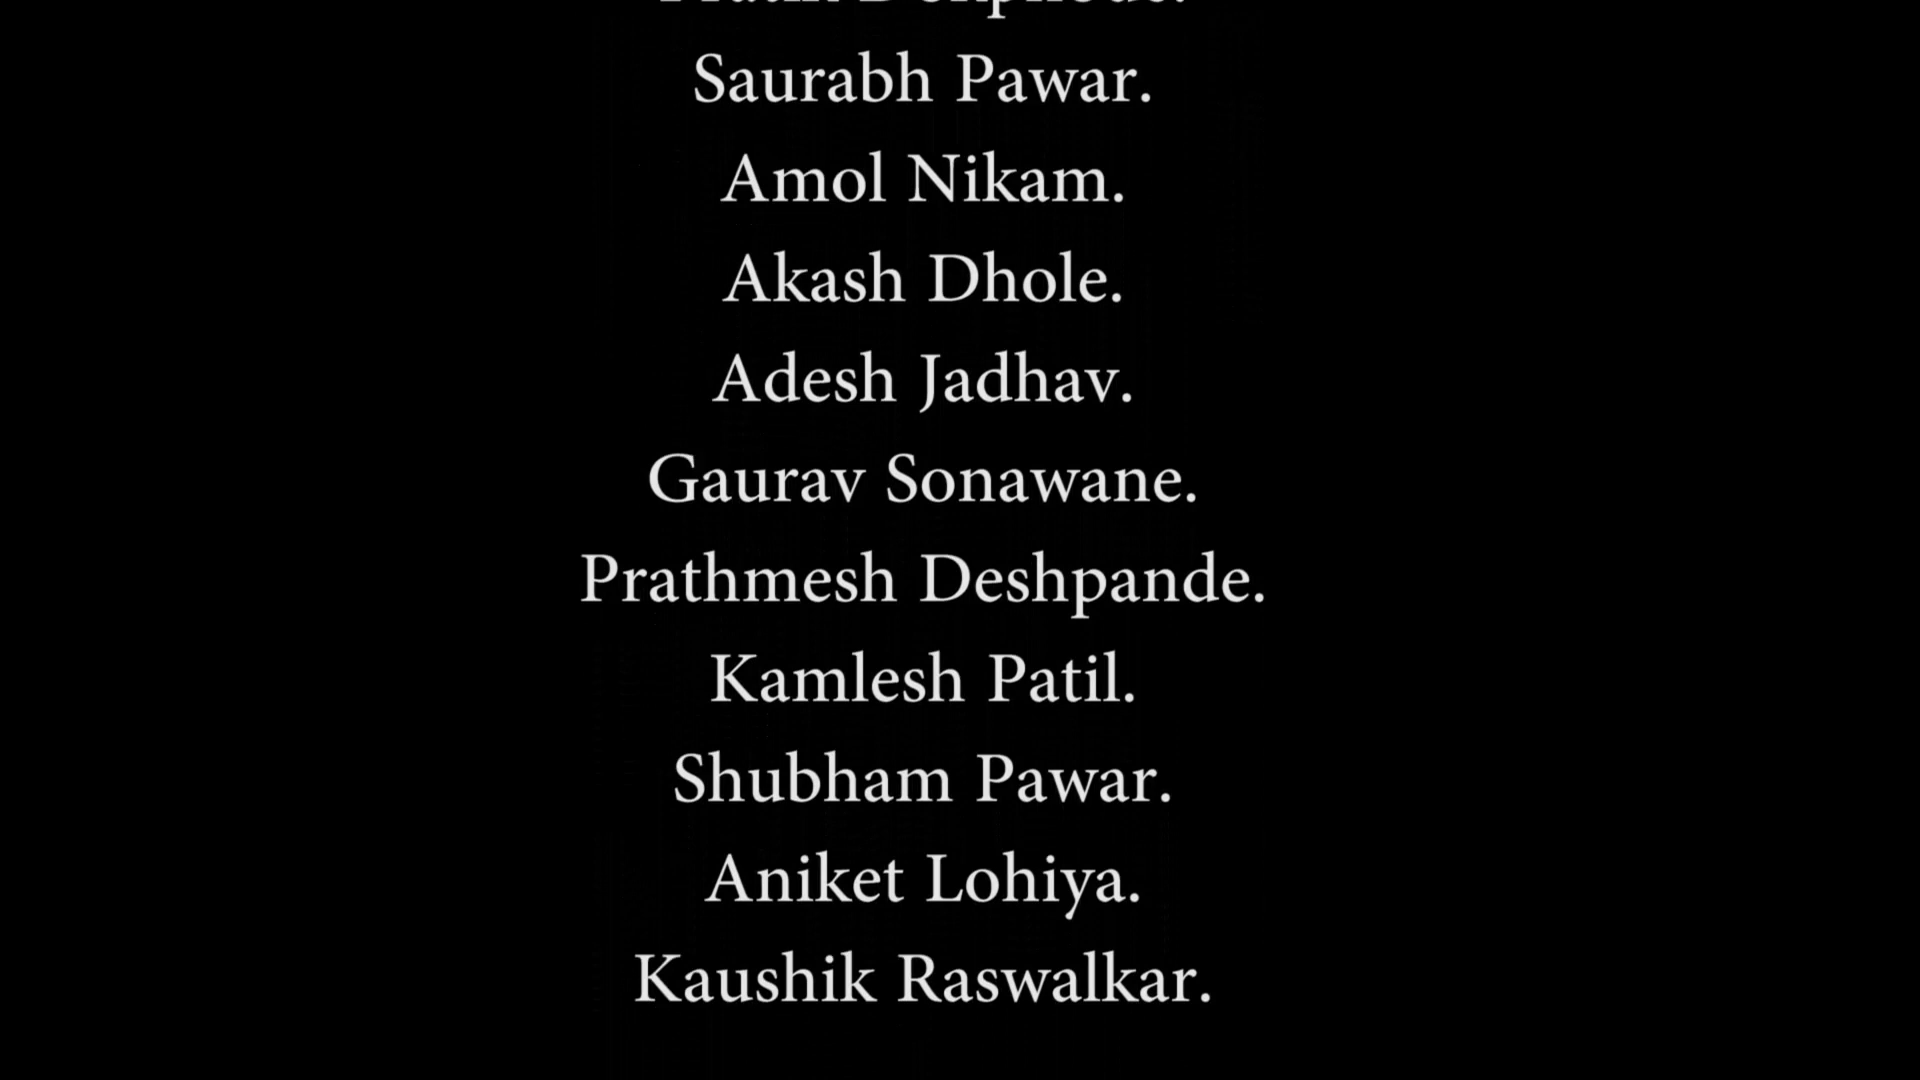 Saurabh Pawar.
Amol Nikam.
Akash Dhole.
Adesh Jadhav.
Gaurav Sonawane.
Prathmesh Deshpande.
Kamlesh Patil.
Shubham Pawar.
Aniket Lohiya.
Kaushik Raswalkar.